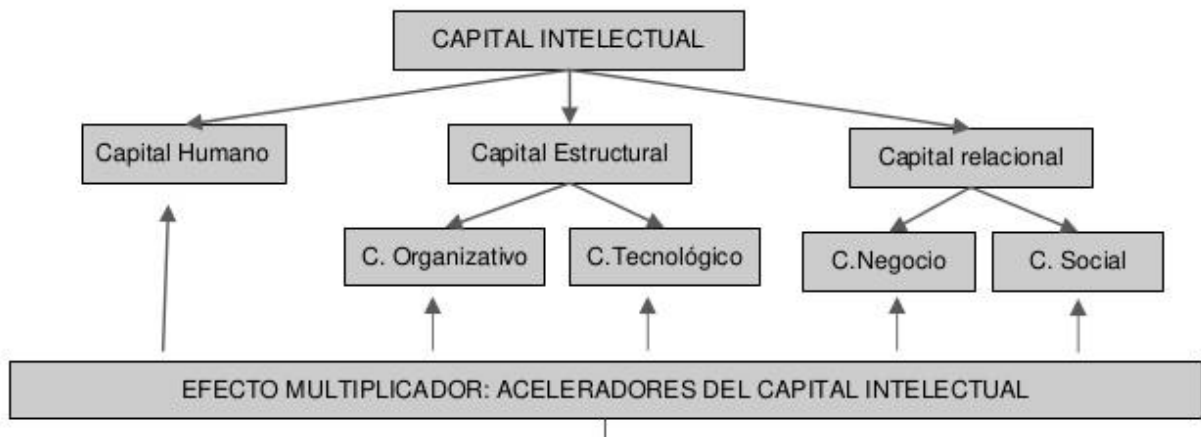 CAPITAL INTELECTUAL
Capital Humano
Capital Estructural
Capital relacional
C. Organizativo
C.Tecnológico
C.Negocio
C. Social
EFECTO MULTIPLICADOR: ACELERADORES DEL CAPITAL INTELECTUAL